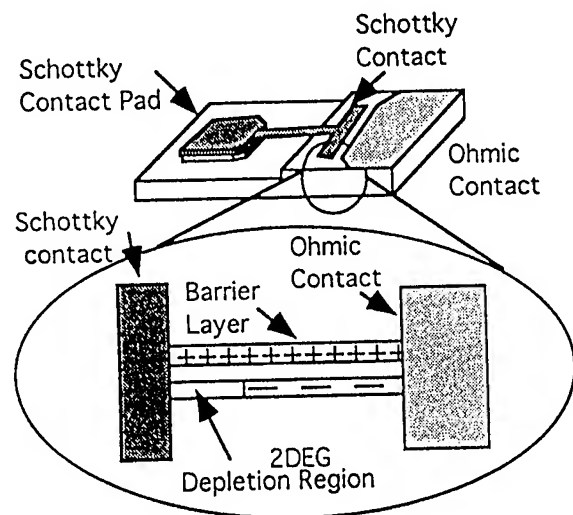 Schottky
Contact
Schottky
Contact Pad
Ohmic
Contact
Schottky
contact
Ohmic
Contact
Barrier
Layer
2DEG
Depletion Region